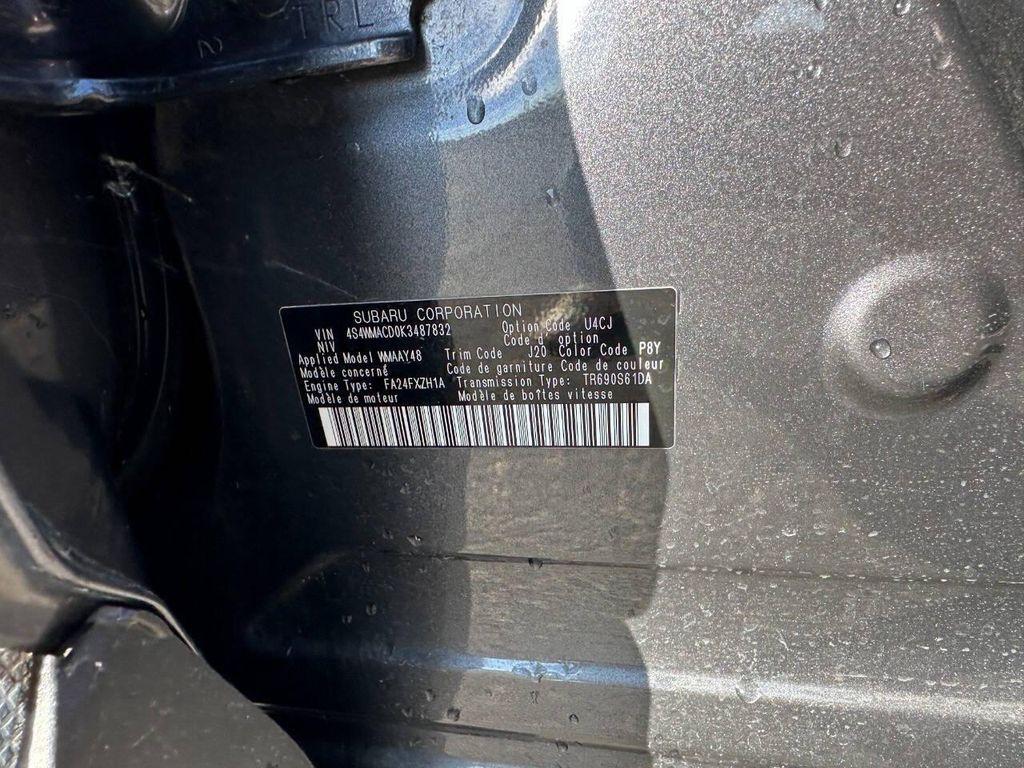 TRL
2
SUBARU CORPORATION
VIN 4S4WMACD0K3487832 Option Code U4CJ
NIV Code d' option
Applied Model WMAAY48 Trim Code J20 Color Code P8Y
Modèle concerné Code de garniture Code de couleur
Engine Type: FA24FXZH1A Transmission Type: TR690S61DA
Modèle de moteur Modèle de boîtes vitesse